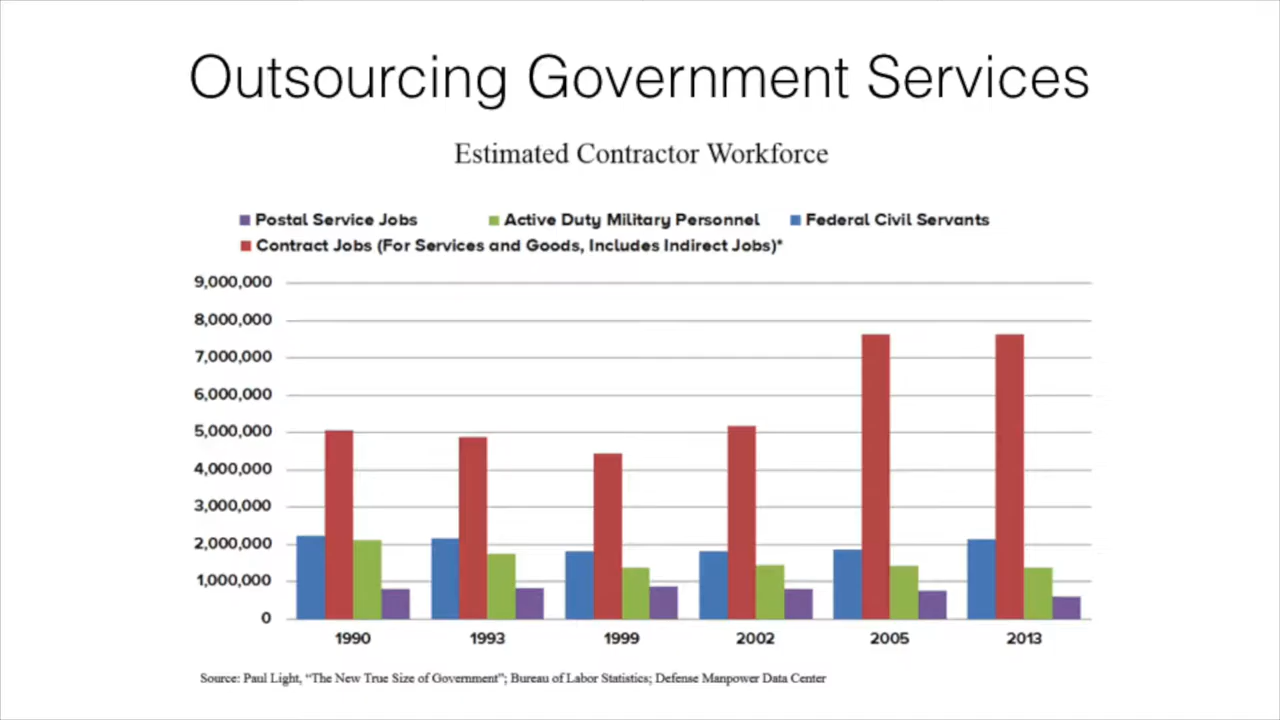 Outsourcing Government Services
Estimated Contractor Workforce
Postal Service Jobs Active Duty Military Personnel Federal Civil Servants
Contract Jobs (For Services and Goods, Includes Indirect Jobs)*
9,000,000
8,000,000
7,000,000
6,000,000
5,000,000
4,000,000
3,000,000
2,000,000
1,000,000
0
1990 1993 1999 2002 2005 2013
Source: Paul Light, “The New True Size of Government”; Bureau of Labor Statistics; Defense Manpower Data Center